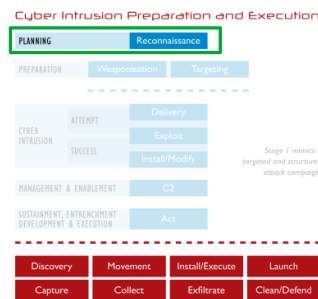 Cyber Intrusion Preparation and Execution
PLANNING Reconnaissance
PREPARATION Weaponisation Targeting
ATTEMPT Delivery
Exploit
CYBER INTRUSION
SUCCESS Install/Modify
Stage 1 mimics
targeted and structure
attack campaign
MANAGEMENT & ENABLEMENT C2
SUSTAINMENT, ENTRENCHMENT
DEVELOPMENT & EXECUTION Act
Discovery Movement Install/Execute Launch
Capture Collect Exfiltrate Clean/Defend